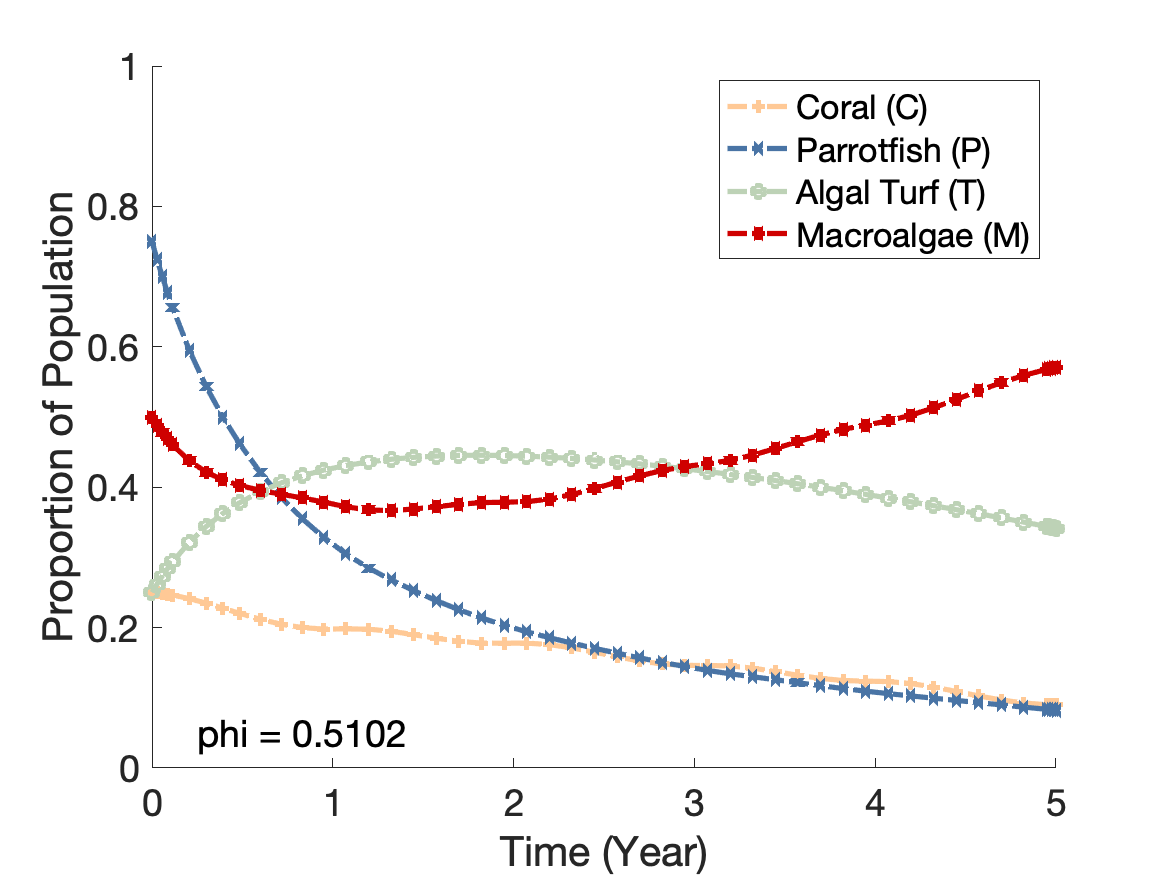 1
0.8
0.6
0.4
0.2
0
Proportion of Population
Coral (C)
Parrotfish (P)
Algal Turf (T)
Macroalgae (M)
phi = 0.5102
0 1 2 3 4 5
Time (Year)